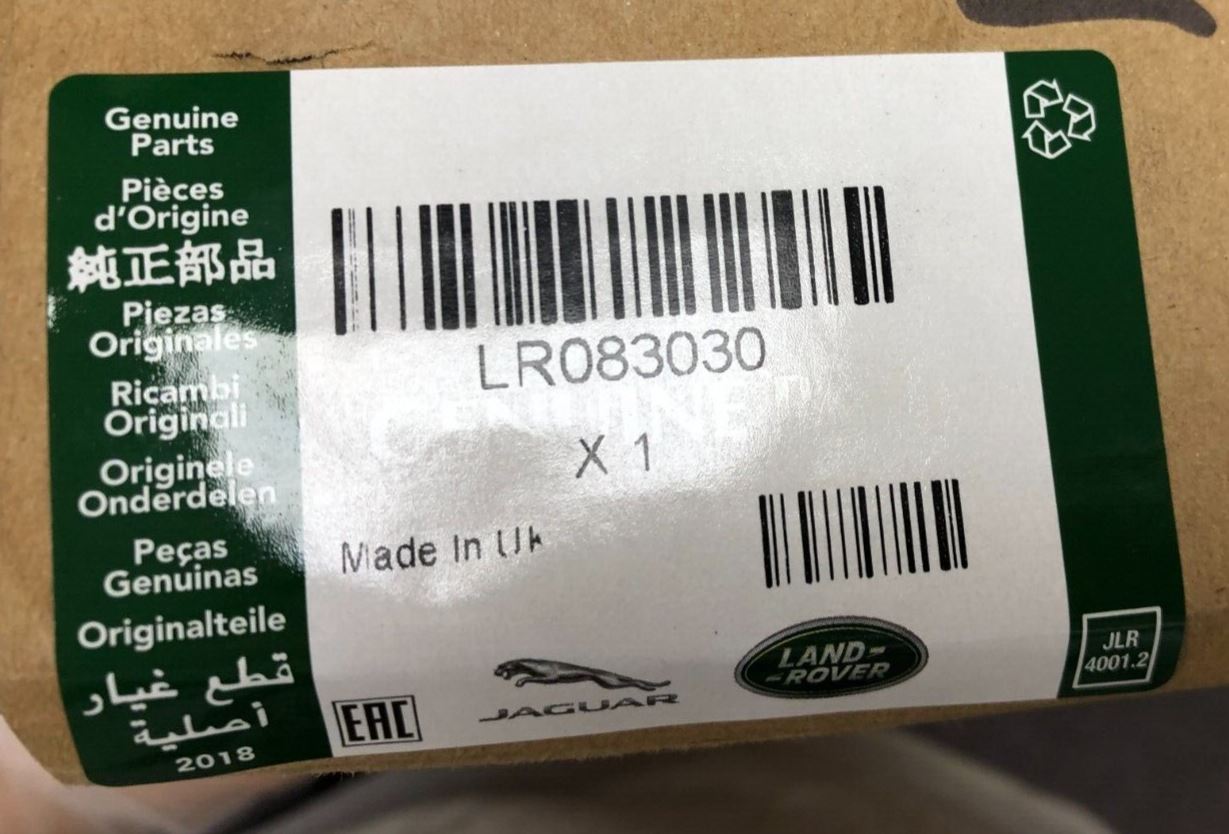 Genuine
Parts
Pièces
d'Origine
純正部品
Piezas
Originales
Ricambi
Originali
Originele
Onderdelen
Peças
Genuinas
Originalteile
قطع غيار
أصلية
2018
LR083030
GENUINE
X 1
Made In UK
EAC
JAGUAR
LAND-
-ROVER
JLR
4001.2